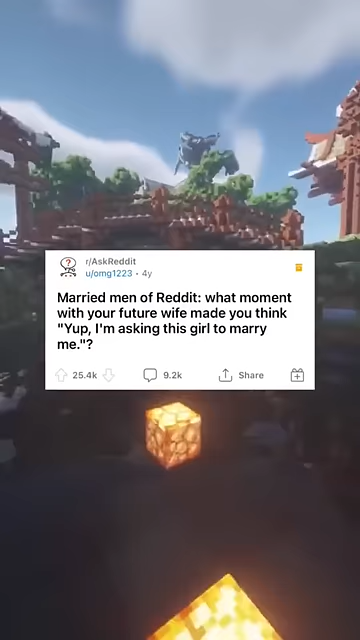 r/AskReddit
u/omg1223 • 4y
Married men of Reddit: what moment
with your future wife made you think
"Yup, I'm asking this girl to marry
me."?
25.4k 9.2k Share